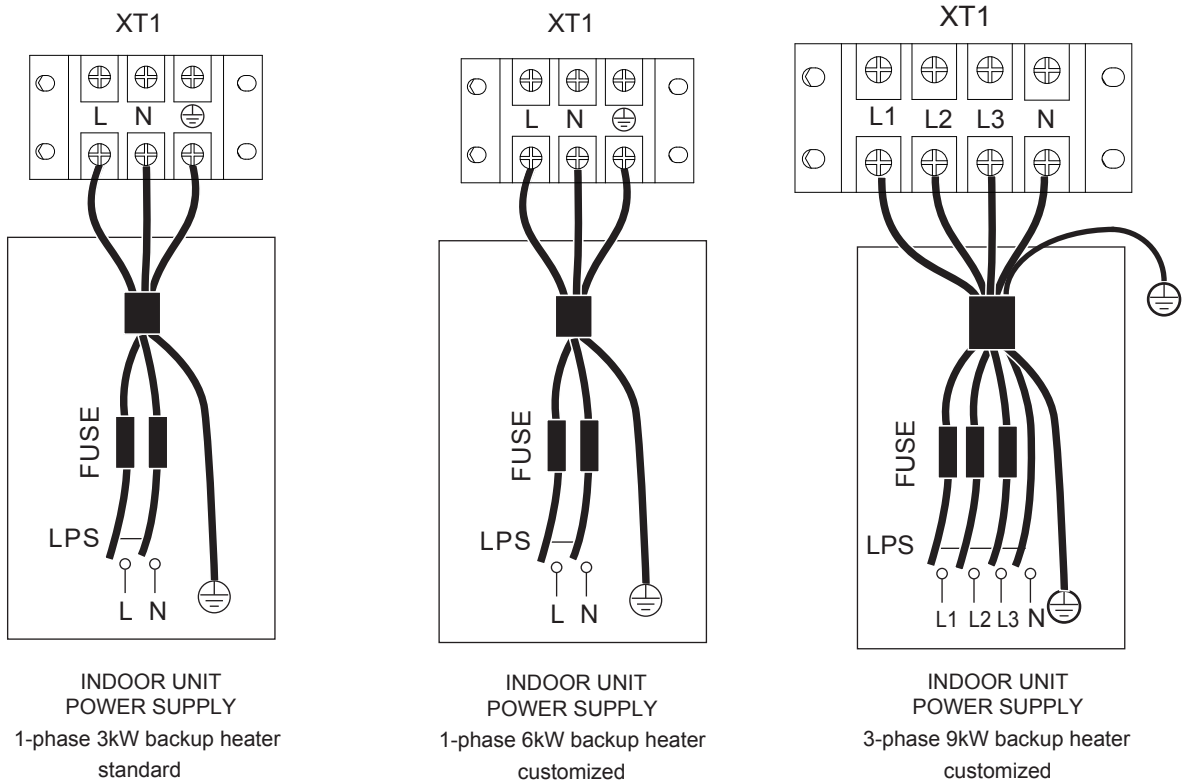 XT1
L N
FUSE
LPS
L N
INDOOR UNIT
POWER SUPPLY
1-phase 3kW backup heater
standard
XT1
L N
FUSE
LPS
L N
INDOOR UNIT
POWER SUPPLY
1-phase 6kW backup heater
customized
XT1
L1 L2 L3 N
FUSE
LPS
L1 L2 L3 N
INDOOR UNIT
POWER SUPPLY
3-phase 9kW backup heater
customized